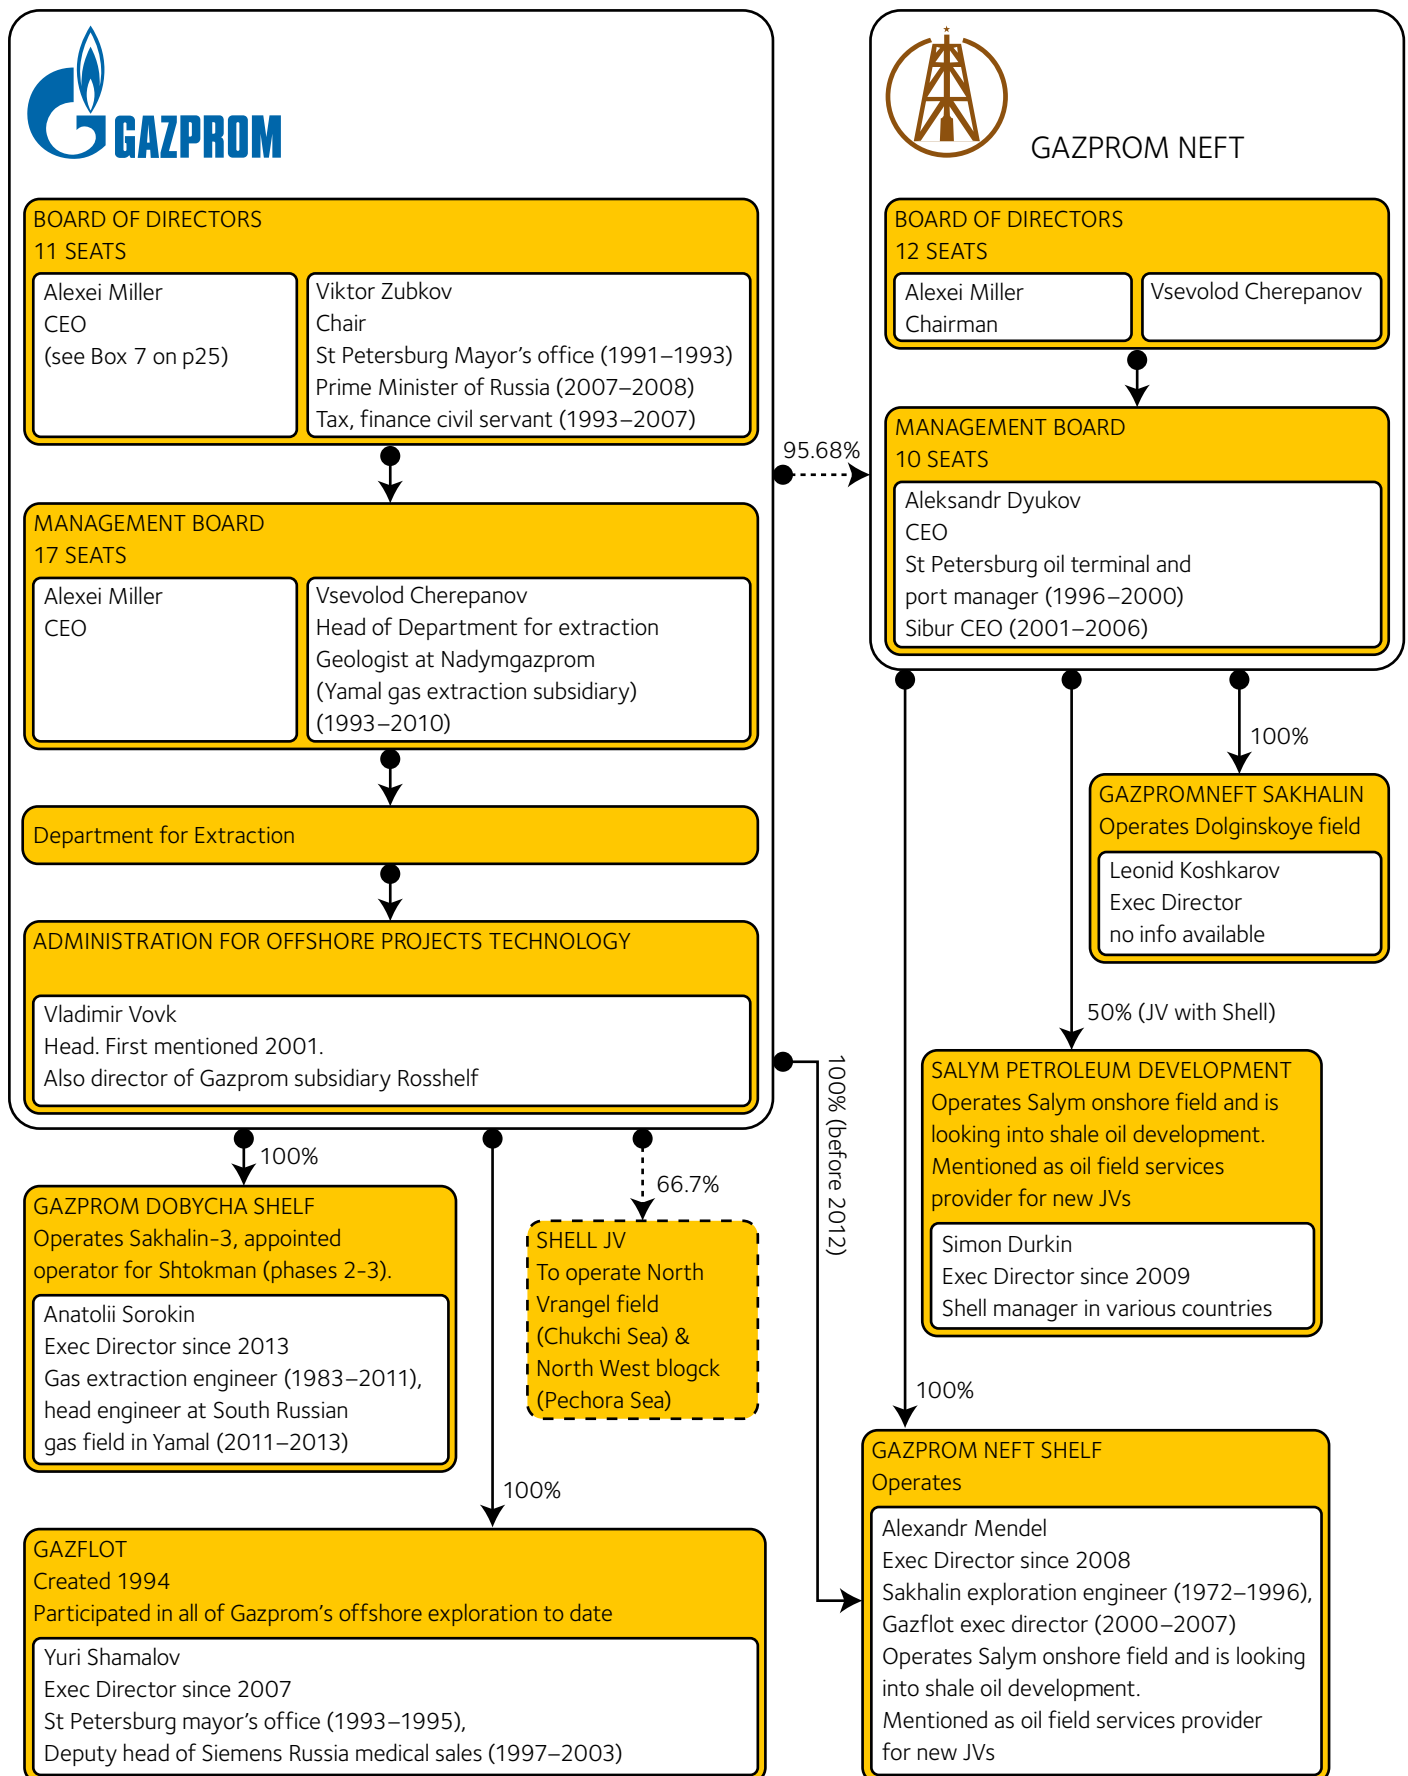 GAZPROM
BOARD OF DIRECTORS
11 SEATS
Alexei Miller
CEO
(see Box 7 on p25)
Viktor Zubkov
Chair
St Petersburg Mayor’s office (1991–1993)
Prime Minister of Russia (2007–2008)
Tax, finance civil servant (1993–2007)
MANAGEMENT BOARD
17 SEATS
Alexei Miller
CEO
Vsevolod Cherepanov
Head of Department for extraction
Geologist at Nadymgazprom
(Yamal gas extraction subsidiary)
(1993–2010)
Department for Extraction
ADMINISTRATION FOR OFFSHORE PROJECTS TECHNOLOGY
Vladimir Vovk
Head. First mentioned 2001.
Also director of Gazprom subsidiary Rosshelf
95.68%
GAZPROM NEFT
BOARD OF DIRECTORS
12 SEATS
Alexei Miller
Chairman
Vsevolod Cherepanov
MANAGEMENT BOARD
10 SEATS
Aleksandr Dyukov
CEO
St Petersburg oil terminal and
port manager (1996–2000)
Sibur CEO (2001–2006)
100%
GAZPROMNEFT SAKHALIN
Operates Dolginskoye field
Leonid Koshkarov
Exec Director
no info available
50% (JV with Shell)
SALYM PETROLEUM DEVELOPMENT
Operates Salym onshore field and is
looking into shale oil development.
Mentioned as oil field services
provider for new JVs
Simon Durkin
Exec Director since 2009
Shell manager in various countries
100% (before 2012)
100%
GAZPROM DOBYCHA SHELF
Operates Sakhalin-3, appointed
operator for Shtokman (phases 2-3).
Anatolii Sorokin
Exec Director since 2013
Gas extraction engineer (1983–2011),
head engineer at South Russian
gas field in Yamal (2011–2013)
66.7%
SHELL JV
To operate North
Vrangel field
(Chukchi Sea) &
North West blogck
(Pechora Sea)
100%
GAZFLOT
Created 1994
Participated in all of Gazprom’s offshore exploration to date
Yuri Shamalov
Exec Director since 2007
St Petersburg mayor’s office (1993–1995),
Deputy head of Siemens Russia medical sales (1997–2003)
100%
GAZPROM NEFT SHELF
Operates
Alexandr Mendel
Exec Director since 2008
Sakhalin exploration engineer (1972–1996),
Gazflot exec director (2000–2007)
Operates Salym onshore field and is looking
into shale oil development.
Mentioned as oil field services provider
for new JVs